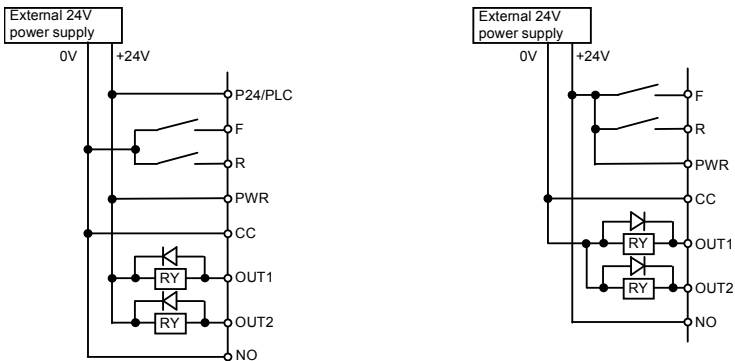 External 24V
power supply
0V
+24V
P24/PLC
F
R
PWR
CC
RY
OUT1
RY
OUT2
NO
External 24V
power supply
0V
+24V
F
R
PWR
CC
RY
OUT1
RY
OUT2
NO